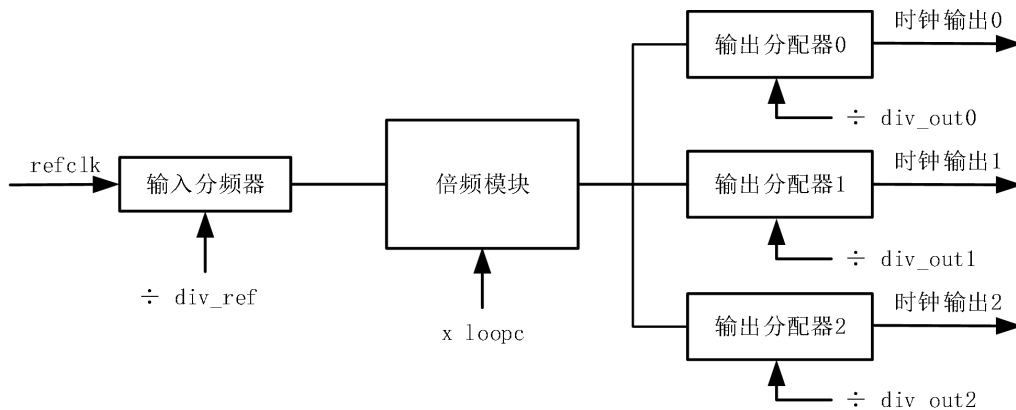 时钟输出0
输出分配器0
÷ div_out0
refclk
输入分频器
÷ div_ref
倍频模块
x loopc
时钟输出1
输出分配器1
÷ div_out1
时钟输出2
输出分配器2
÷ div_out2